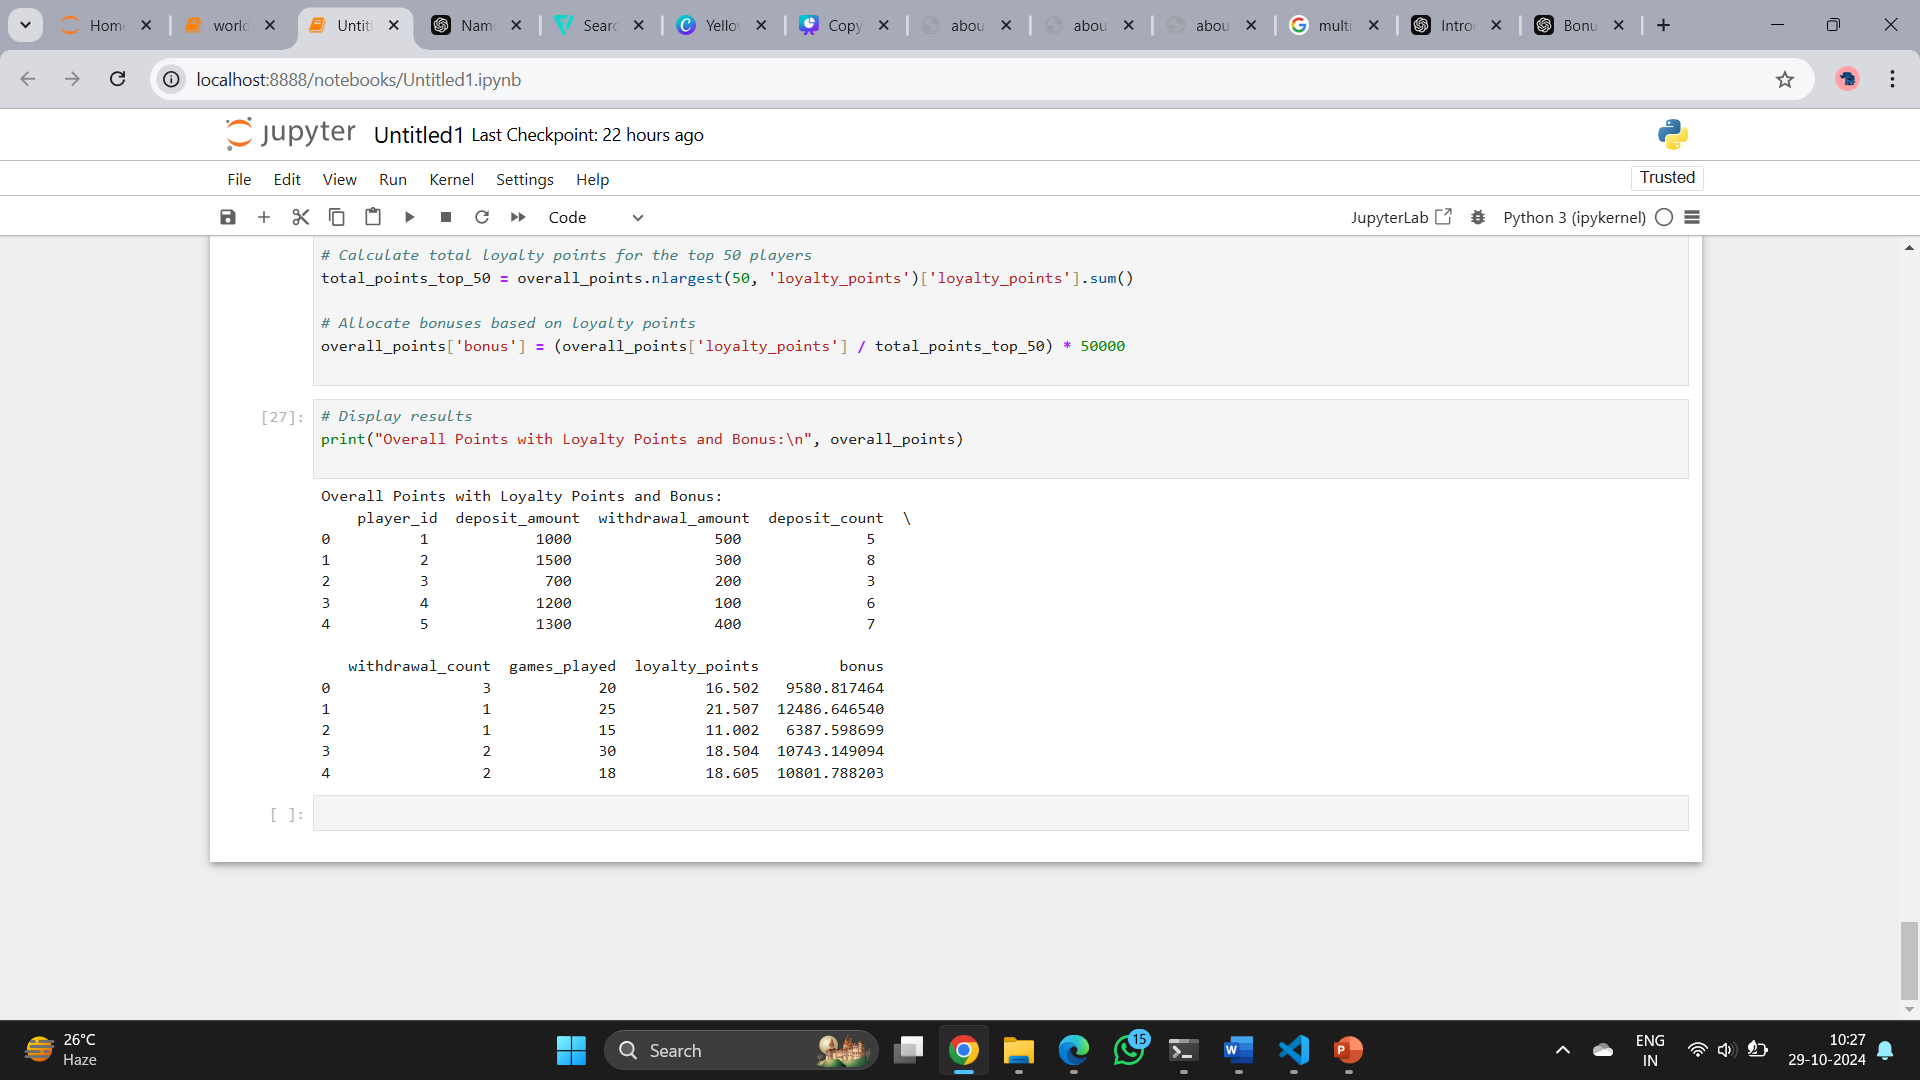 Home
world
Untitl
Name
Searc
Yello
Copy
abou
abou
abou
multi
Intro
Bonu
localhost:8888/notebooks/Untitled1.ipynb
jupyter Untitled1 Last Checkpoint: 22 hours ago
File Edit View Run Kernel Settings Help Trusted
Code JupyterLab Python 3 (ipykernel)
# Calculate total loyalty points for the top 50 players
total_points_top_50 = overall_points.nlargest(50, 'loyalty_points')['loyalty_points'].sum()
# Allocate bonuses based on loyalty points
overall_points['bonus'] = (overall_points['loyalty_points'] / total_points_top_50) * 50000
[27]: # Display results
print("Overall Points with Loyalty Points and Bonus:\n", overall_points)
Overall Points with Loyalty Points and Bonus:
player_id deposit_amount withdrawal_amount deposit_count \
0 1 1000 500 5
1 2 1500 300 8
2 3 700 200 3
3 4 1200 100 6
4 5 1300 400 7
withdrawal_count games_played loyalty_points bonus
0 3 20 16.502 9580.817464
1 1 25 21.507 12486.646540
2 1 15 11.002 6387.598699
3 2 30 18.504 10743.149094
4 2 18 18.605 10801.788203
[ ]:
26°C
Haze
Search
15
ENG
IN
10:27
29-10-2024